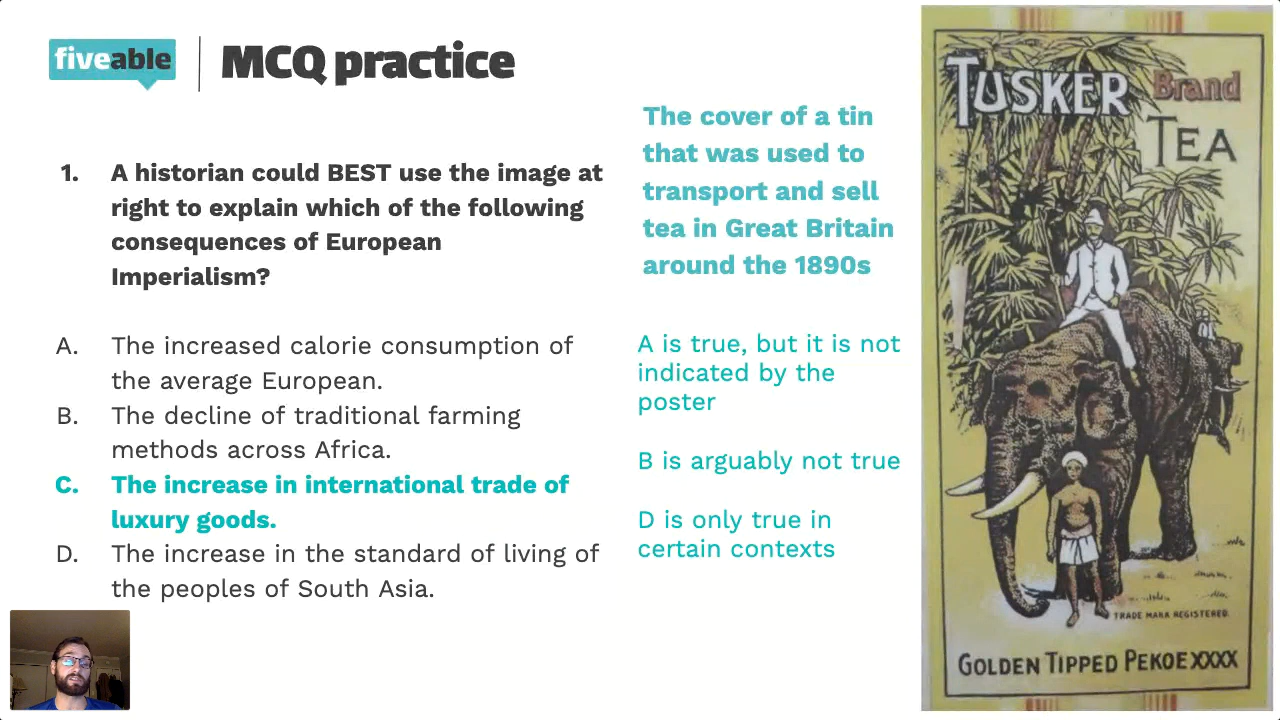 fiveable
MCQ practice
1. A historian could BEST use the image at
right to explain which of the following
consequences of European
Imperialism?
A. The increased calorie consumption of
the average European.
B. The decline of traditional farming
methods across Africa.
C. The increase in international trade of
luxury goods.
D. The increase in the standard of living of
the peoples of South Asia.
The cover of a tin
that was used to
transport and sell
tea in Great Britain
around the 1890s
A is true, but it is not
indicated by the
poster
B is arguably not true
D is only true in
certain contexts
TUSKER Brand
TEA
TRADE MARK REGISTERED.
GOLDEN TIPPED PEKOE XXXX